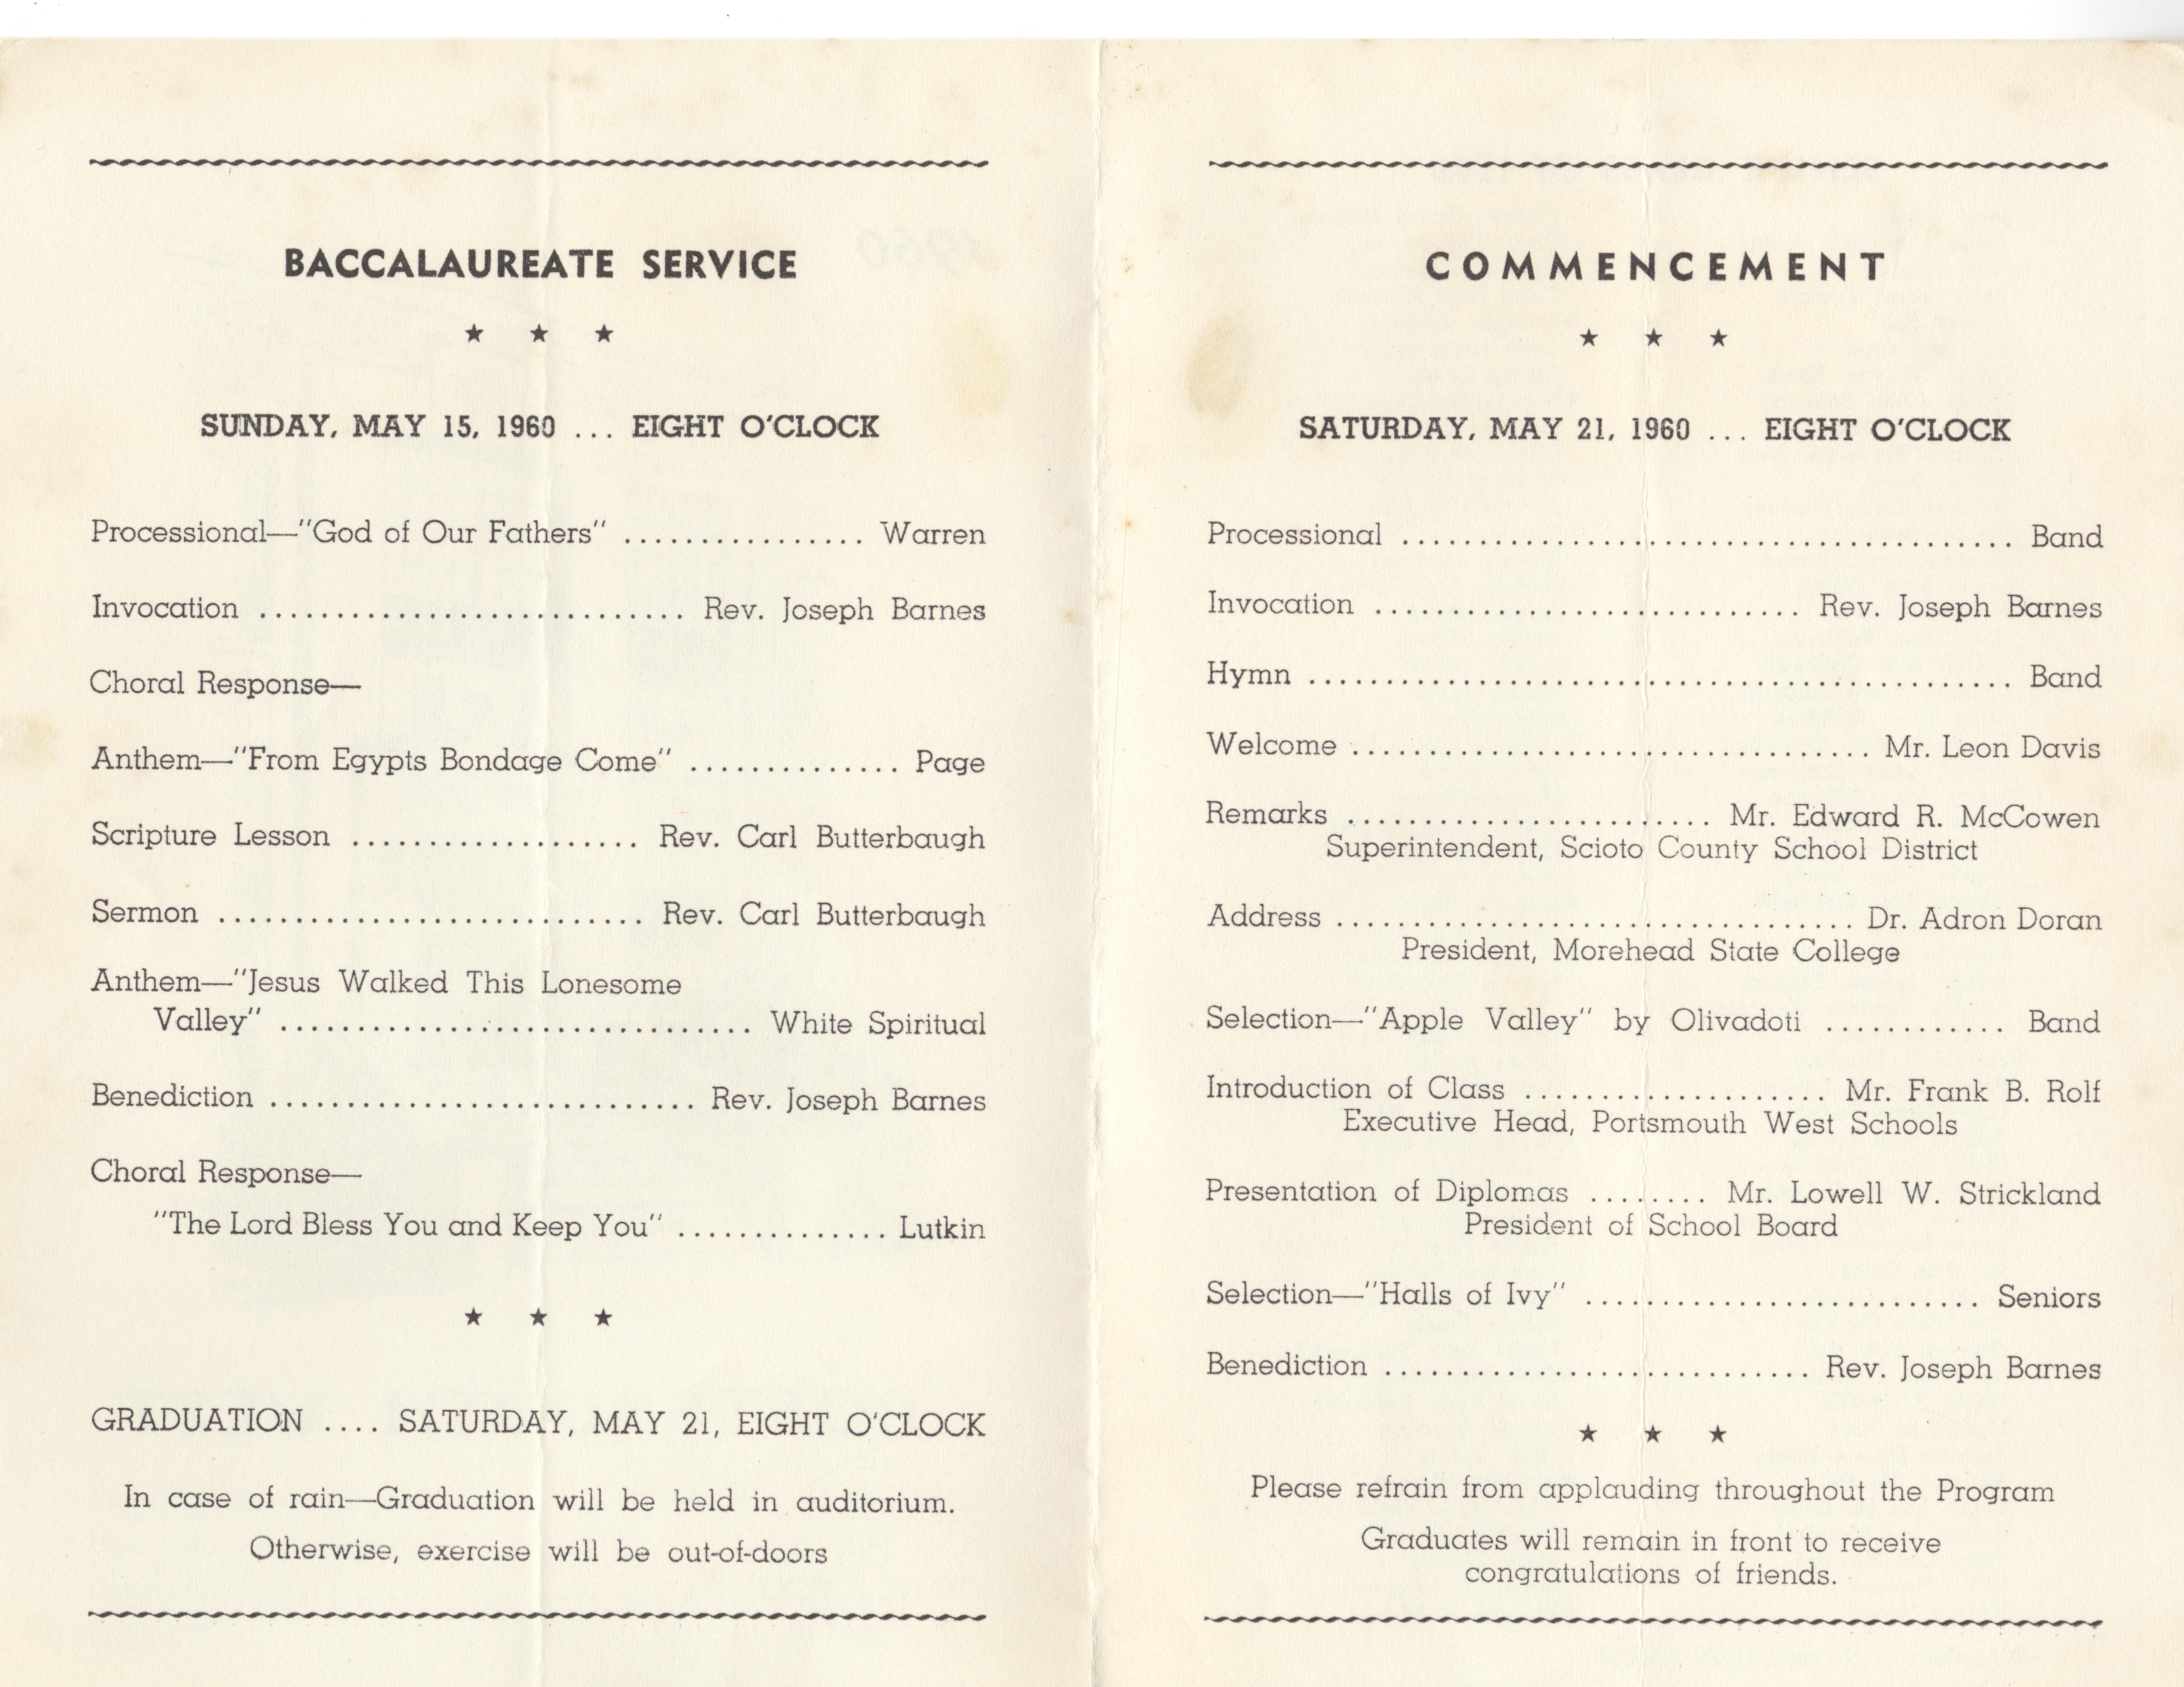 BACCALAUREATE SERVICE
★ ★ ★
SUNDAY, MAY 15, 1960 ... EIGHT O'CLOCK
Processional—"God of Our Fathers" ................ Warren
Invocation ............................ Rev. Joseph Barnes
Choral Response—
Anthem—"From Egypts Bondage Come" .............. Page
Scripture Lesson ................... Rev. Carl Butterbaugh
Sermon ............................ Rev. Carl Butterbaugh
Anthem—"Jesus Walked This Lonesome
Valley" ............................... White Spiritual
Benediction ............................ Rev. Joseph Barnes
Choral Response—
"The Lord Bless You and Keep You" .............. Lutkin
★ ★ ★
GRADUATION .... SATURDAY, MAY 21, EIGHT O'CLOCK
In case of rain—Graduation will be held in auditorium.
Otherwise, exercise will be out-of-doors
COMMENCEMENT
★ ★ ★
SATURDAY, MAY 21, 1960 ... EIGHT O'CLOCK
Processional ........................................ Band
Invocation ............................ Rev. Joseph Barnes
Hymn .............................................. Band
Welcome .................................. Mr. Leon Davis
Remarks ........................ Mr. Edward R. McCowen
Superintendent, Scioto County School District
Address .................................. Dr. Adron Doran
President, Morehead State College
Selection—"Apple Valley" by Olivadoti ............ Band
Introduction of Class .................... Mr. Frank B. Rolf
Executive Head, Portsmouth West Schools
Presentation of Diplomas ........ Mr. Lowell W. Strickland
President of School Board
Selection—"Halls of Ivy" .......................... Seniors
Benediction ............................ Rev. Joseph Barnes
★ ★ ★
Please refrain from applauding throughout the Program
Graduates will remain in front to receive
congratulations of friends.